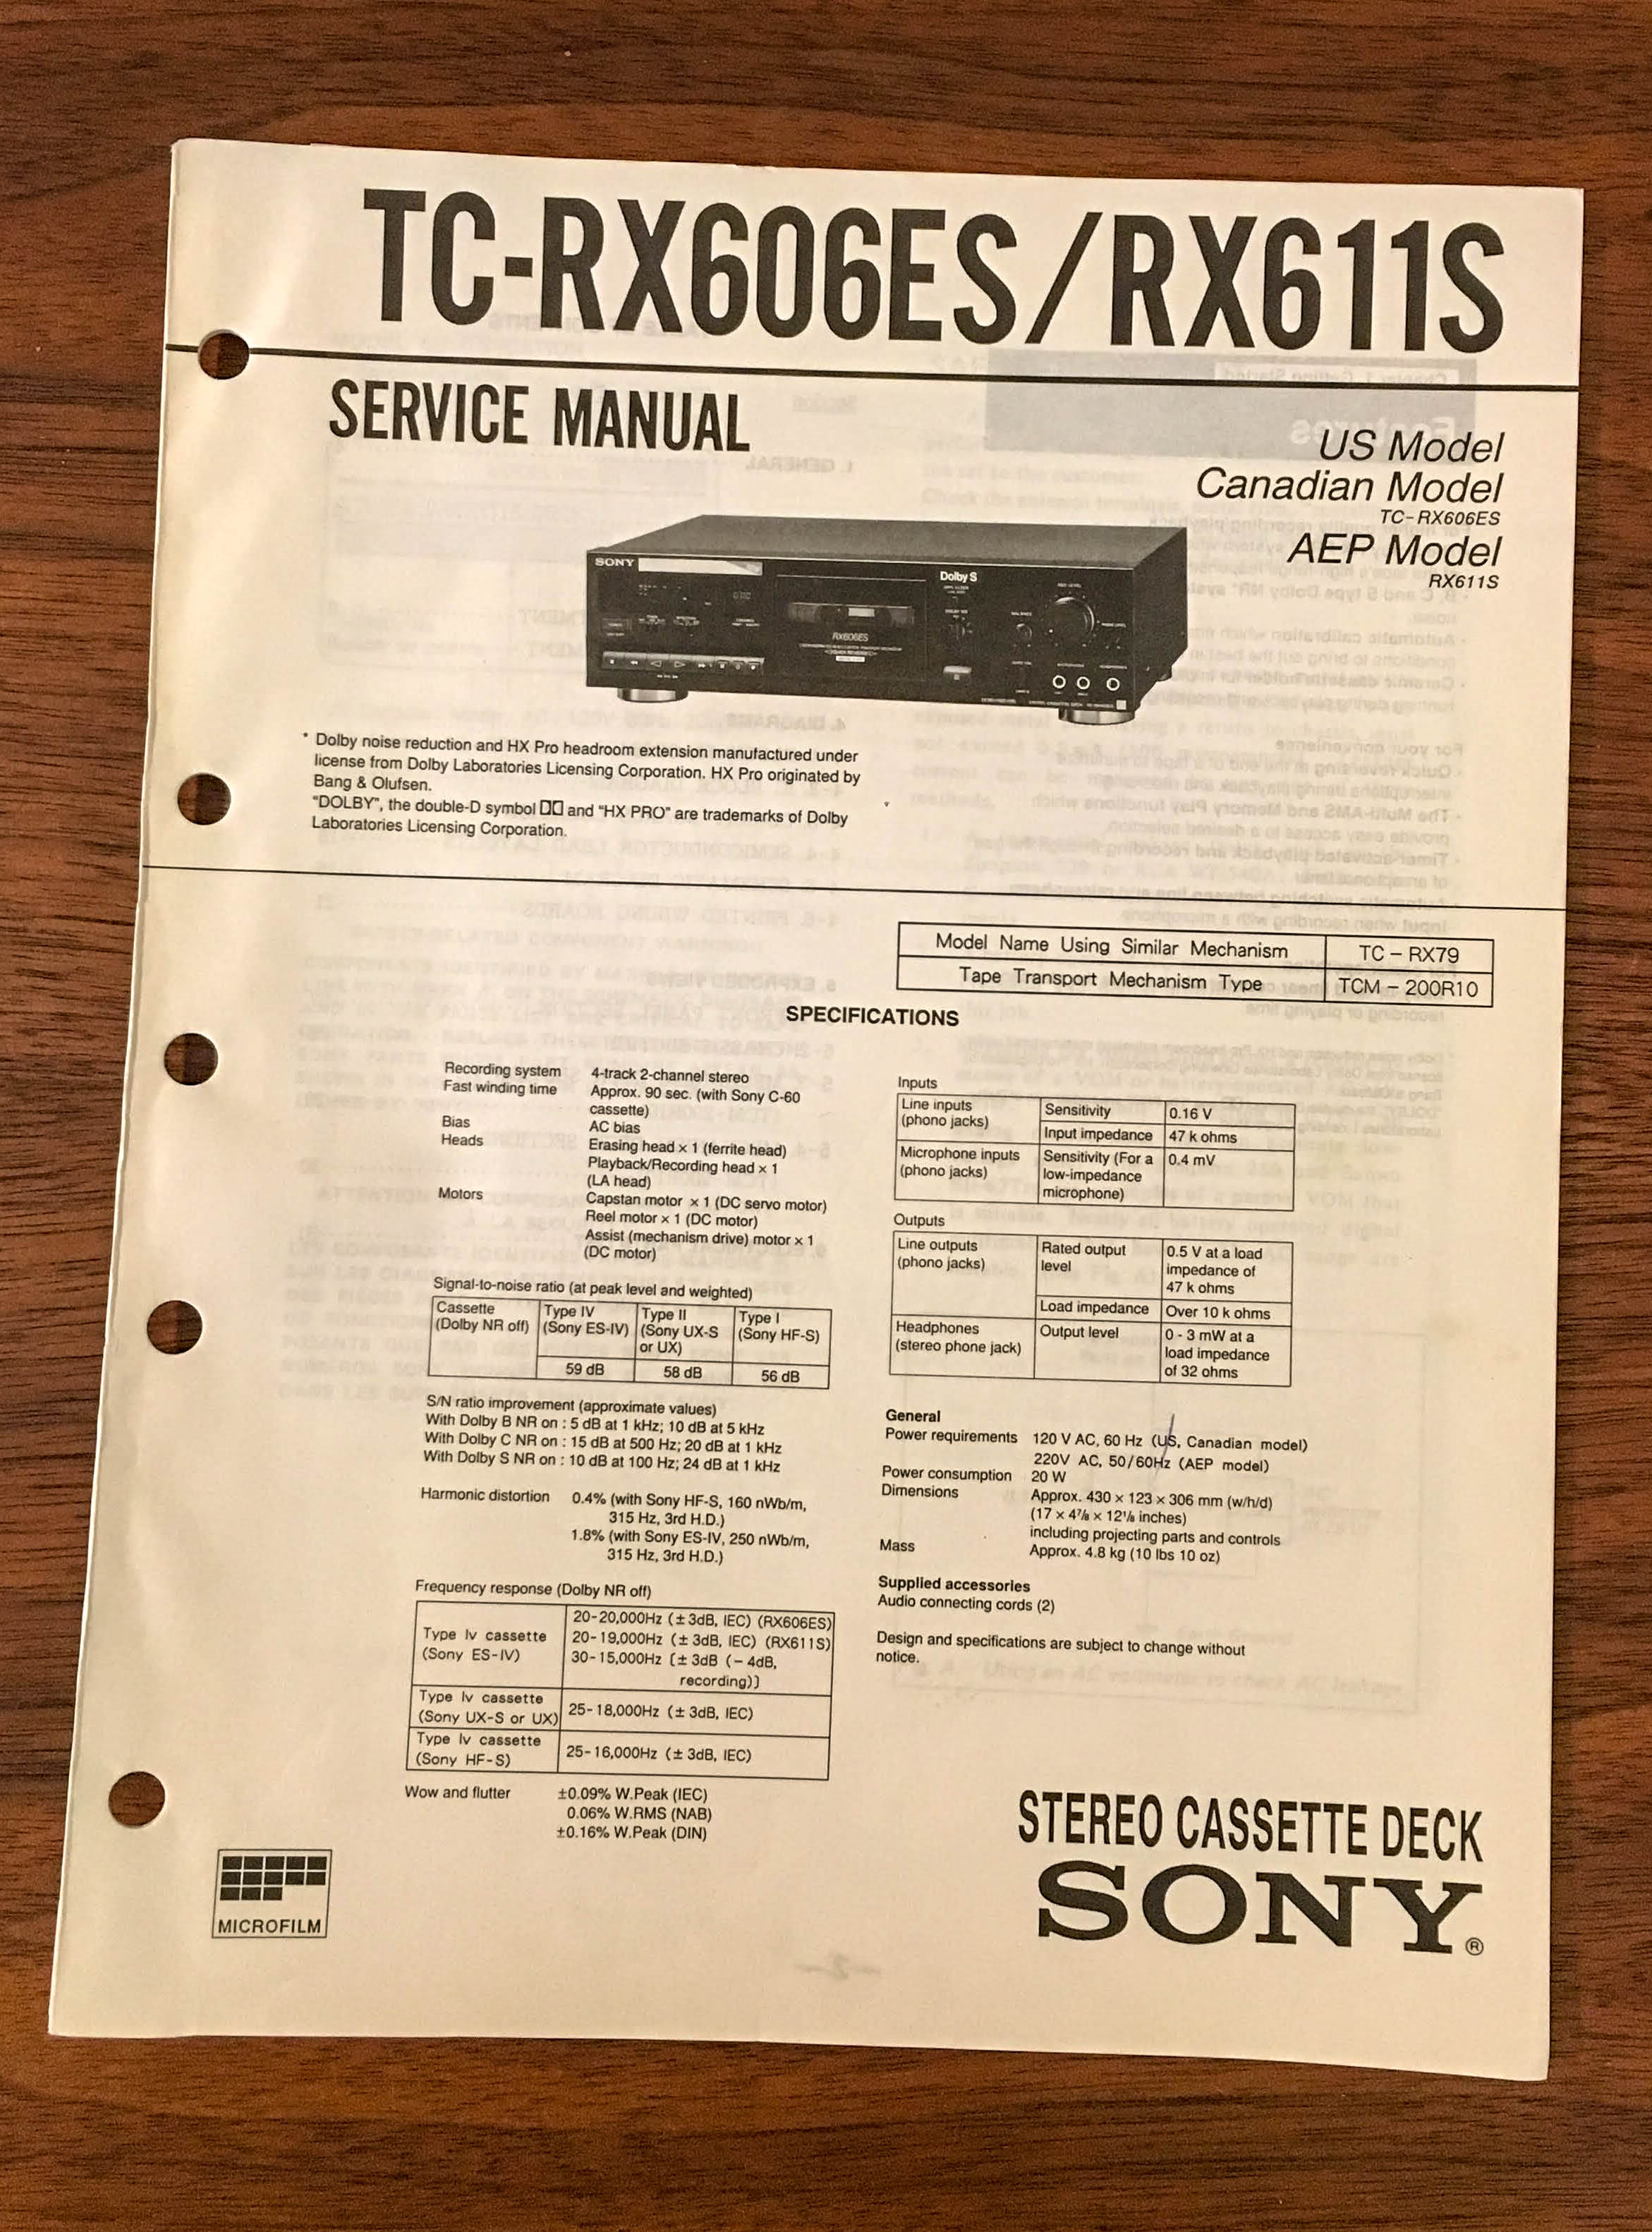 TC-RX606ES/RX611S
SERVICE MANUAL
US Model
Canadian Model
TC-RX606ES
AEP Model
RX611S
SONY
Dolby S
RX606ES
* Dolby noise reduction and HX Pro headroom extension manufactured under
license from Dolby Laboratories Licensing Corporation. HX Pro originated by
Bang & Olufsen.
“DOLBY”, the double-D symbol and “HX PRO” are trademarks of Dolby
Laboratories Licensing Corporation.
Model Name Using Similar Mechanism TC - RX79
Tape Transport Mechanism Type TCM - 200R10
SPECIFICATIONS
Recording system 4-track 2-channel stereo
Fast winding time Approx. 90 sec. (with Sony C-60
cassette)
Bias AC bias
Heads Erasing head × 1 (ferrite head)
Playback/Recording head × 1
(LA head)
Motors Capstan motor × 1 (DC servo motor)
Reel motor × 1 (DC motor)
Assist (mechanism drive) motor × 1
(DC motor)
Signal-to-noise ratio (at peak level and weighted)
Cassette Type IV Type II Type I
(Dolby NR off) (Sony ES-IV) (Sony UX-S (Sony HF-S)
or UX)
59 dB 58 dB 56 dB
S/N ratio improvement (approximate values)
With Dolby B NR on : 5 dB at 1 kHz; 10 dB at 5 kHz
With Dolby C NR on : 15 dB at 500 Hz; 20 dB at 1 kHz
With Dolby S NR on : 10 dB at 100 Hz; 24 dB at 1 kHz
Harmonic distortion 0.4% (with Sony HF-S, 160 nWb/m,
315 Hz, 3rd H.D.)
1.8% (with Sony ES-IV, 250 nWb/m,
315 Hz, 3rd H.D.)
Frequency response (Dolby NR off)
Type Iv cassette
(Sony ES-IV)
20-20,000Hz (± 3dB, IEC) (RX606ES)
20-19,000Hz (± 3dB, IEC) (RX611S)
30-15,000Hz [± 3dB (- 4dB,
recording)]
Type Iv cassette
(Sony UX-S or UX) 25-18,000Hz (± 3dB, IEC)
Type Iv cassette
(Sony HF-S) 25-16,000Hz (± 3dB, IEC)
Wow and flutter ±0.09% W.Peak (IEC)
0.06% W.RMS (NAB)
±0.16% W.Peak (DIN)
Inputs
Line inputs Sensitivity 0.16 V
(phono jacks) Input impedance 47 k ohms
Microphone inputs Sensitivity (For a 0.4 mV
(phono jacks) low-impedance
microphone)
Outputs
Line outputs Rated output 0.5 V at a load
(phono jacks) level impedance of
47 k ohms
Load impedance Over 10 k ohms
Headphones Output level 0 - 3 mW at a
(stereo phone jack) load impedance
of 32 ohms
General
Power requirements 120 V AC, 60 Hz (US, Canadian model)
220V AC, 50/60Hz (AEP model)
Power consumption 20 W
Dimensions Approx. 430 × 123 × 306 mm (w/h/d)
(17 × 4⅞ × 12⅛ inches)
including projecting parts and controls
Mass Approx. 4.8 kg (10 lbs 10 oz)
Supplied accessories
Audio connecting cords (2)
Design and specifications are subject to change without
notice.
STEREO CASSETTE DECK
SONY®
MICROFILM